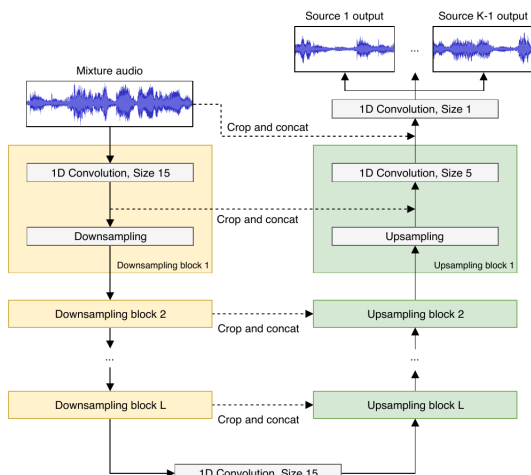 Source 1 output
Source K-1 output
...
Mixture audio
1D Convolution, Size 1
Crop and concat
1D Convolution, Size 15
1D Convolution, Size 5
Crop and concat
Downsampling
Upsampling
Downsampling block 1
Upsampling block 1
Downsampling block 2
Upsampling block 2
Crop and concat
...
...
Downsampling block L
Upsampling block L
Crop and concat
1D Convolution, Size 15